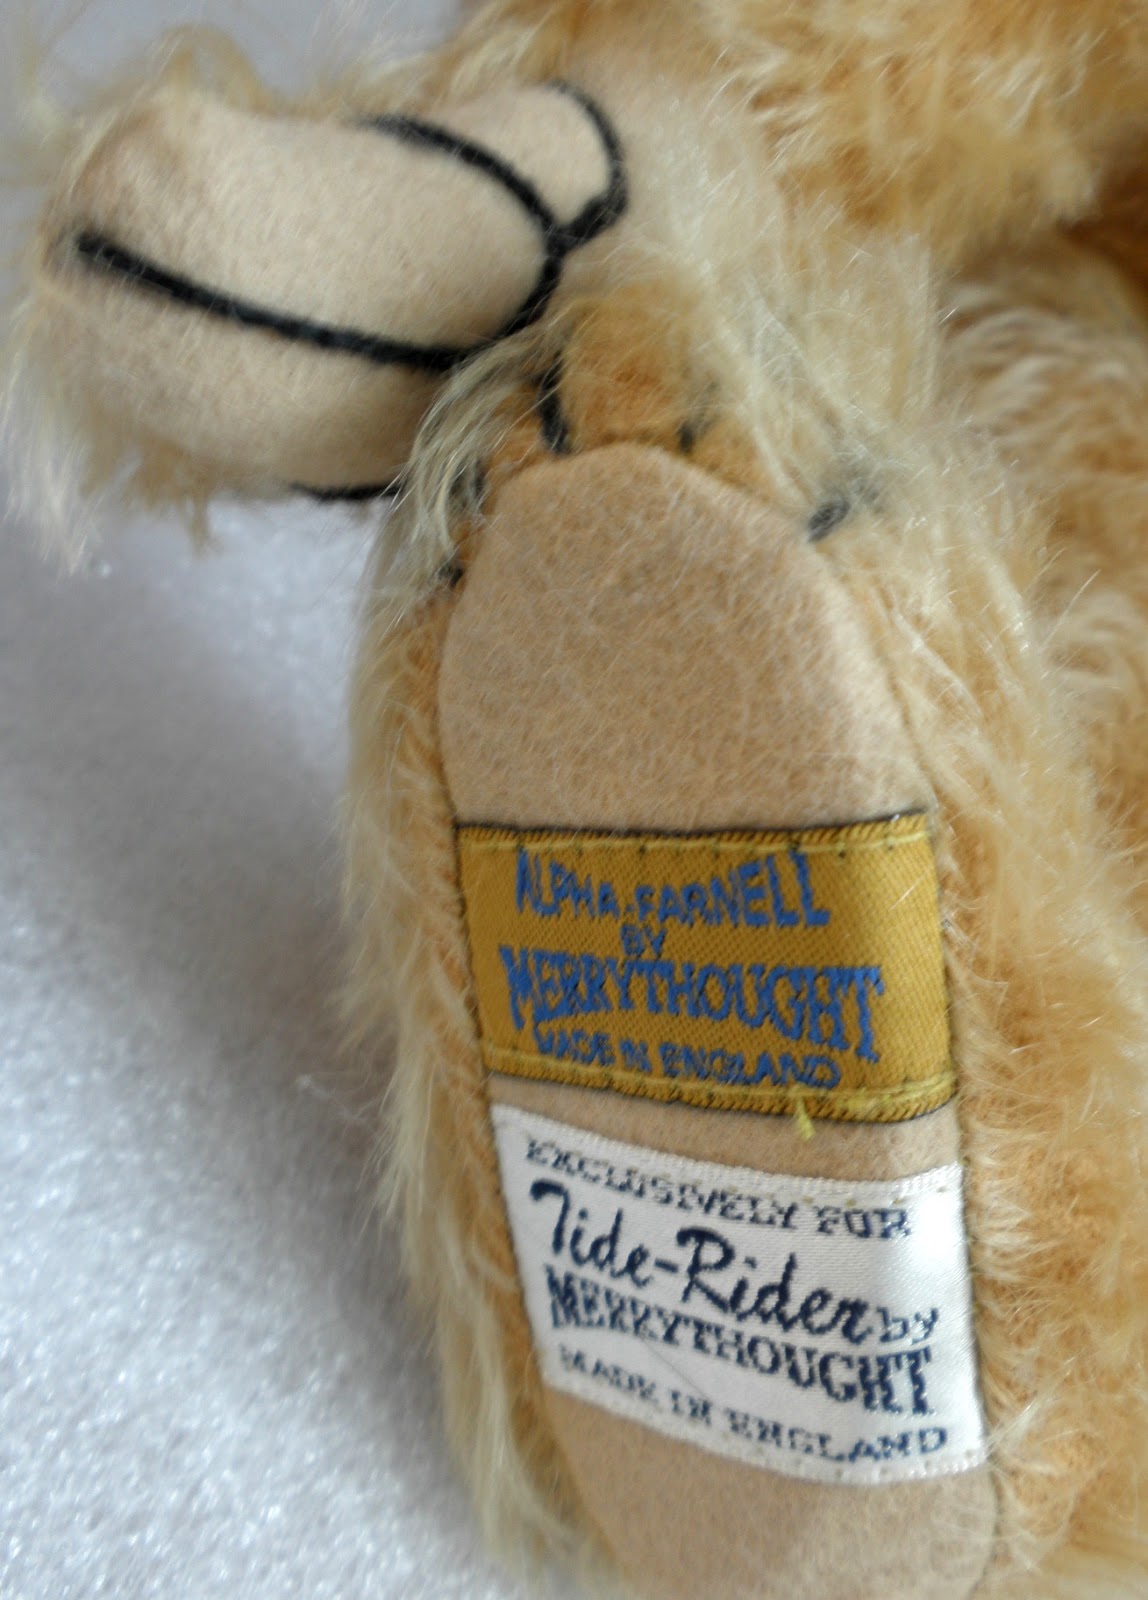 ALPHA-FARNELL
BY
MERRYTHOUGHT
MADE IN ENGLAND
EXCLUSIVELY FOR
Tide-Rider by
MERRYTHOUGHT
MADE IN ENGLAND